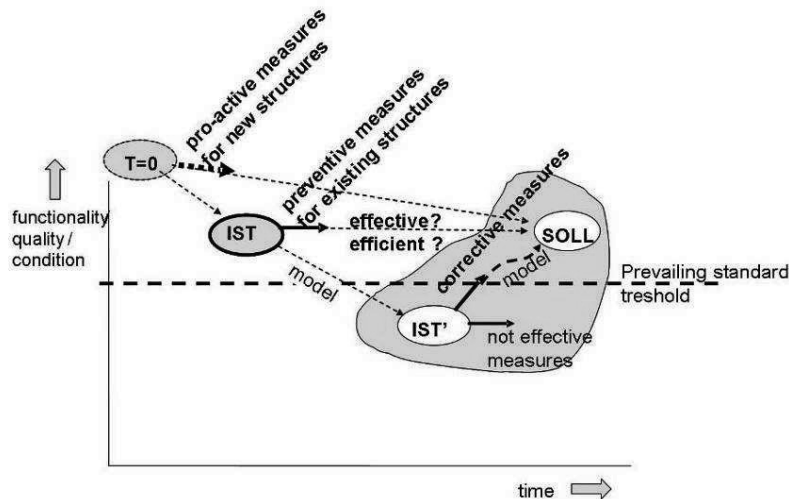 pro-active measures
for new structures
preventive measures
for existing structures
T=0
functionality
quality /
condition
IST
effective?
efficient ?
corrective measures
SOLL
model
model
Prevailing standard
treshold
IST'
not effective
measures
time